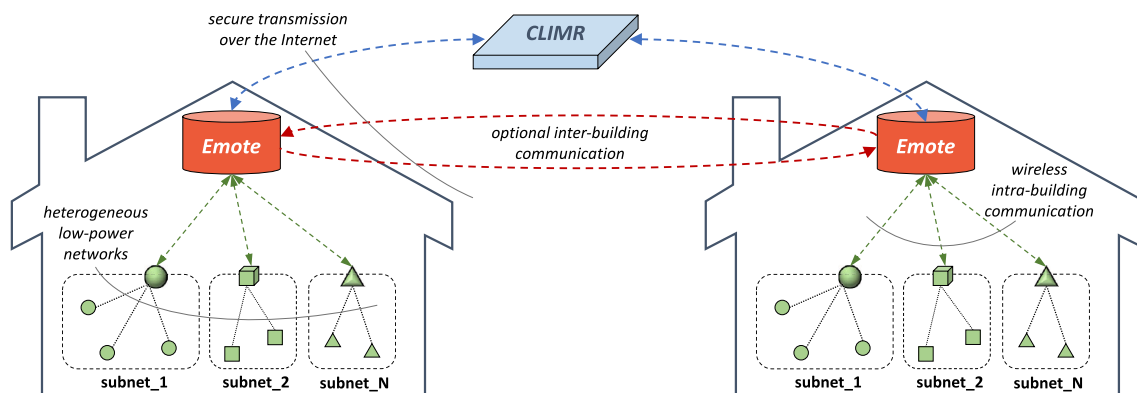 secure transmission
over the Internet
CLIMR
Emote
optional inter-building
communication
Emote
heterogeneous
low-power
networks
wireless
intra-building
communication
subnet_1
subnet_2
subnet_N
subnet_1
subnet_2
subnet_N